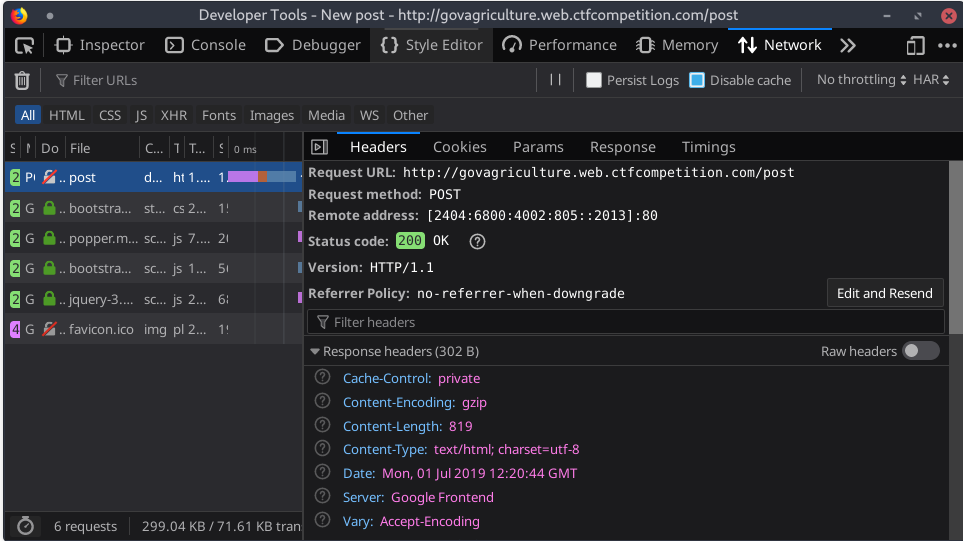 Developer Tools - New post - http://govagriculture.web.ctfcompetition.com/post
Inspector Console Debugger {} Style Editor Performance Memory Network
Filter URLs Persist Logs Disable cache No throttling HAR
All HTML CSS JS XHR Fonts Images Media WS Other
S M Do File C... T T... S 0 ms
Headers Cookies Params Response Timings
2 P .. post d... ht 1.... 1.
2 G .. bootstra... st... cs 2... 15
2 G .. popper.m... sc... js 7.... 20
2 G .. bootstra... sc... js 1... 50
2 G .. jquery-3.... sc... js 2... 68
4 G .. favicon.ico img pl 2... 19
Request URL: http://govagriculture.web.ctfcompetition.com/post
Request method: POST
Remote address: [2404:6800:4002:805::2013]:80
Status code: 200 OK
Version: HTTP/1.1
Referrer Policy: no-referrer-when-downgrade Edit and Resend
Filter headers
Response headers (302 B) Raw headers
Cache-Control: private
Content-Encoding: gzip
Content-Length: 819
Content-Type: text/html; charset=utf-8
Date: Mon, 01 Jul 2019 12:20:44 GMT
Server: Google Frontend
Vary: Accept-Encoding
6 requests 299.04 KB / 71.61 KB tran